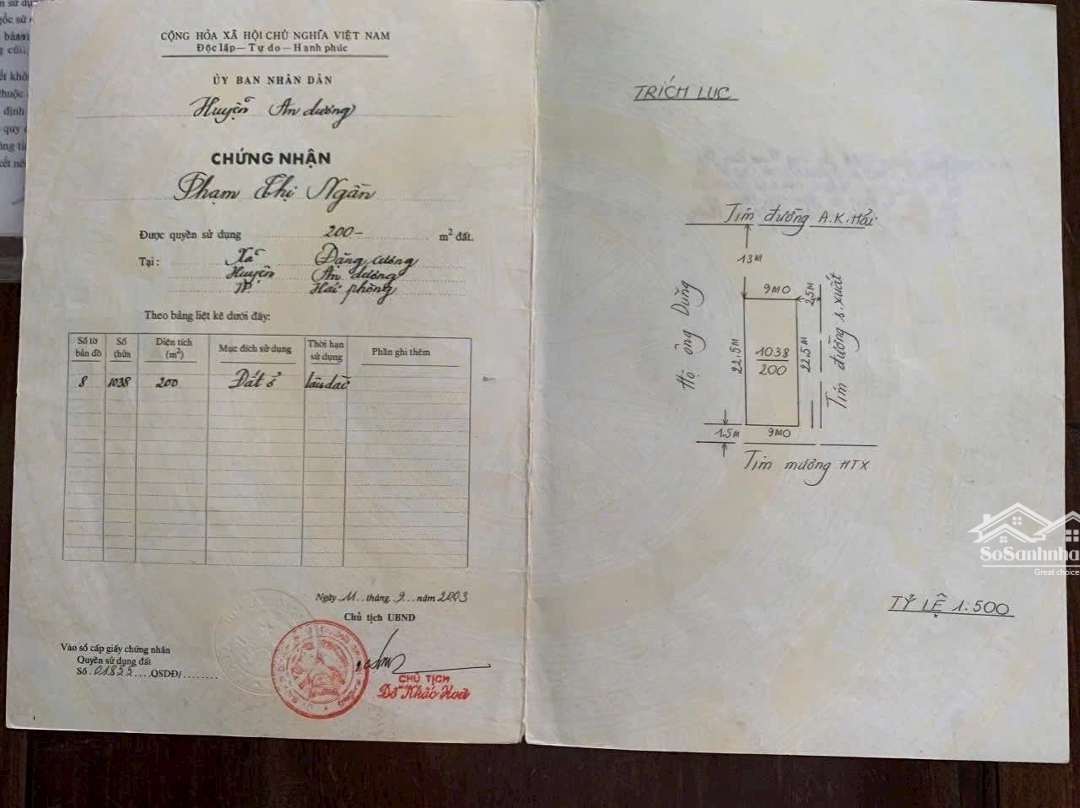 CỘNG HÒA XÃ HỘI CHỦ NGHĨA VIỆT NAM
Độc lập – Tự do – Hạnh phúc
ỦY BAN NHÂN DÂN
Huyện An dương
CHỨNG NHẬN
Phạm Thị Ngân
Được quyền sử dụng 200- m² đất.
Tại: Xã Đặng cương
Huyện An dương
TP. Hải phòng
Theo bảng liệt kê dưới đây:
Số tờ bản đồ Số thửa Diện tích (m²) Mục đích sử dụng Thời hạn sử dụng Phần ghi thêm
8 1038 200 Đất ở Lâu dài
Ngày 11 tháng 9 năm 2003
Chủ tịch UBND
CHỦ TỊCH
Đỗ Khắc Hoà
Vào sổ cấp giấy chứng nhận
Quyền sử dụng đất
Số 01822 QSDĐ/
TRÍCH LỤC
Tim đường A.K.Hải
13M
9M0
2,5M
Hộ ông Dũng
22.5M
1038
200
22.5M
Tim đường s.xuất
1.5M
9M0
Tim mương HTX
TỶ LỆ 1:500
SoSanhnha
Great choice